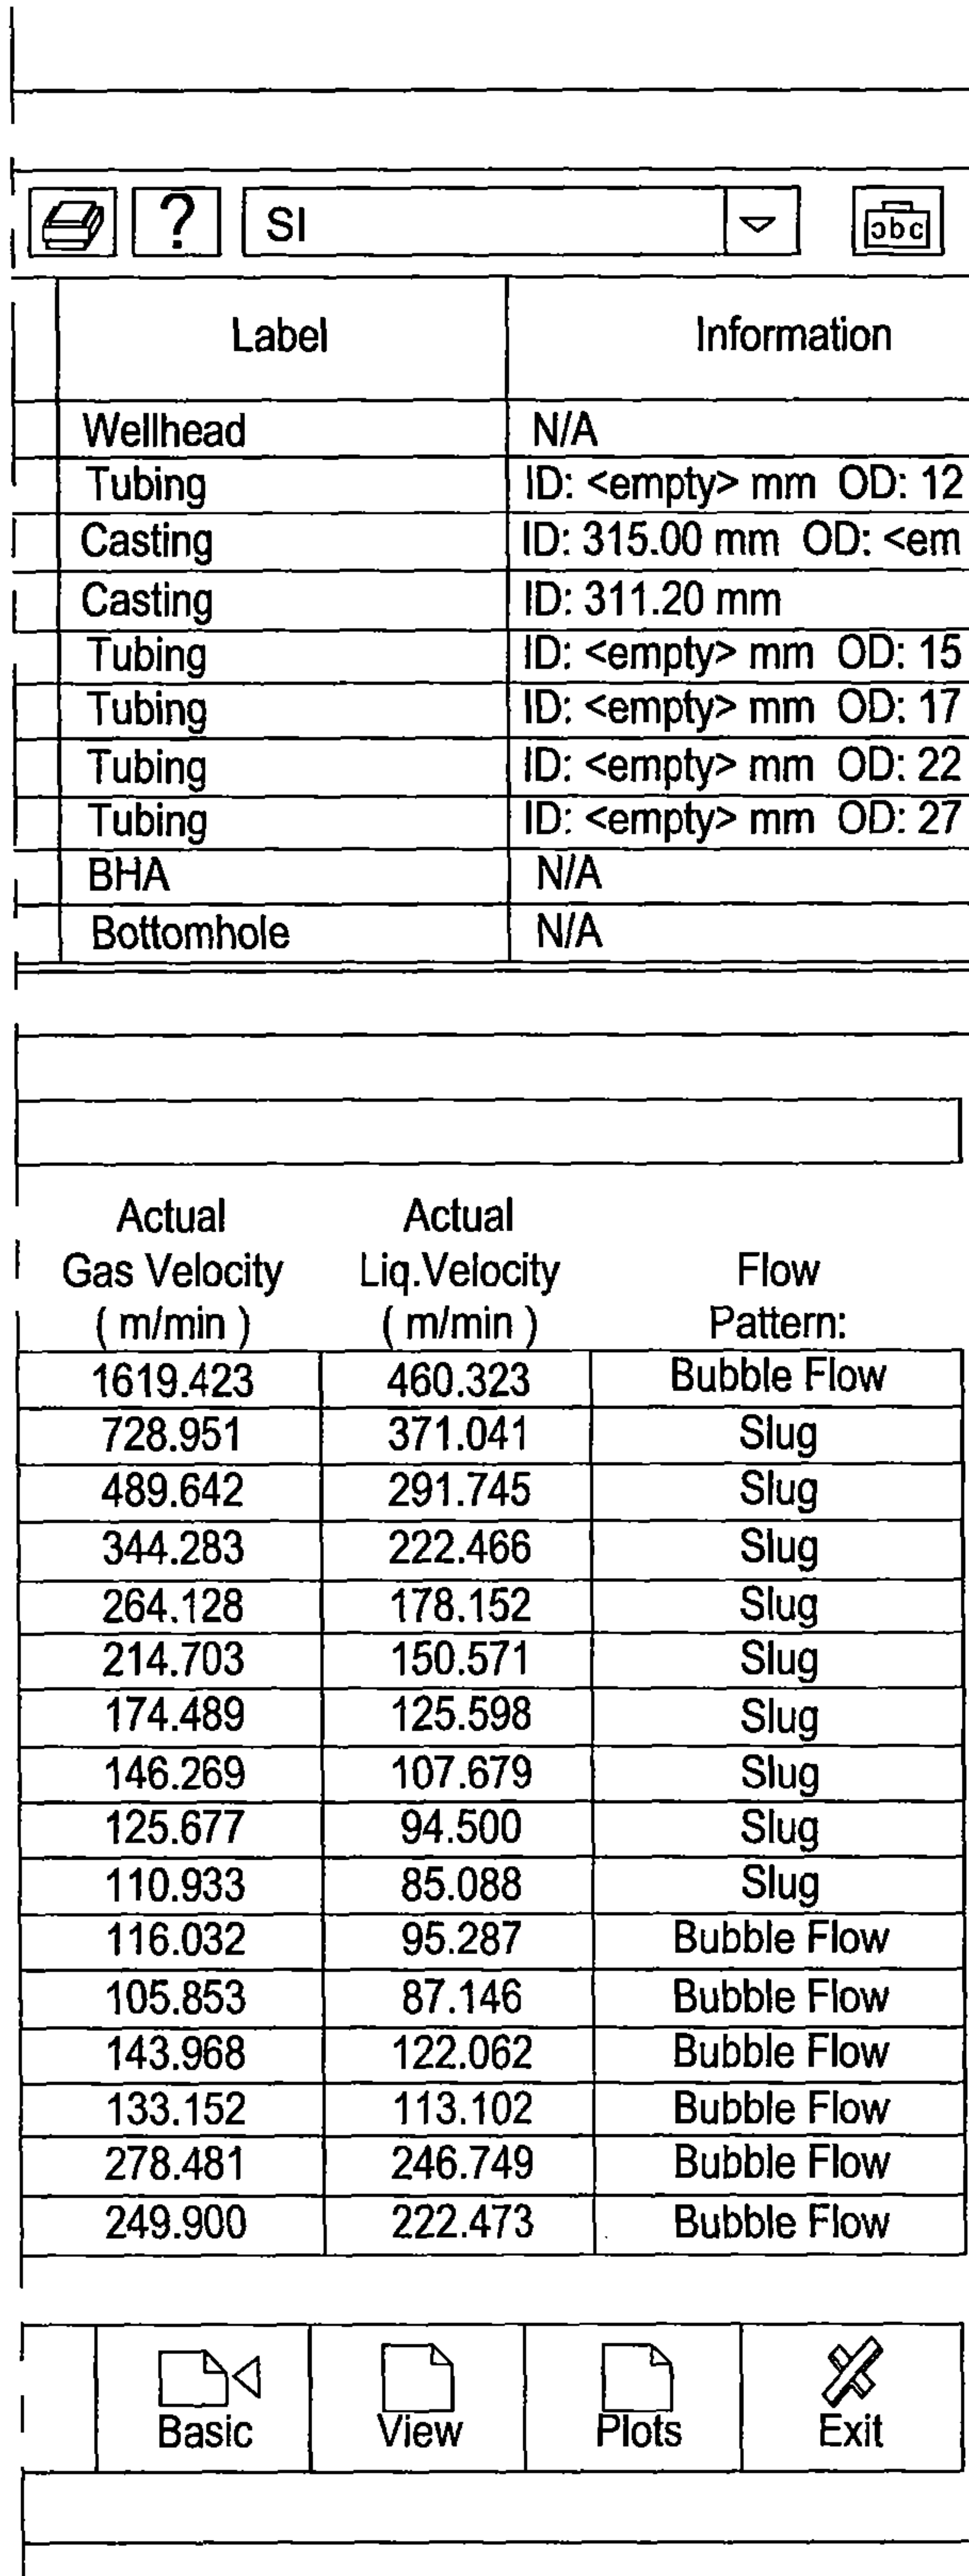 ? SI abc
Label Information
Wellhead N/A
Tubing ID: <empty> mm OD: 12
Casting ID: 315.00 mm OD: <em
Casting ID: 311.20 mm
Tubing ID: <empty> mm OD: 15
Tubing ID: <empty> mm OD: 17
Tubing ID: <empty> mm OD: 22
Tubing ID: <empty> mm OD: 27
BHA N/A
Bottomhole N/A
Actual Actual
Gas Velocity Liq.Velocity Flow
( m/min ) ( m/min ) Pattern:
1619.423 460.323 Bubble Flow
728.951 371.041 Slug
489.642 291.745 Slug
344.283 222.466 Slug
264.128 178.152 Slug
214.703 150.571 Slug
174.489 125.598 Slug
146.269 107.679 Slug
125.677 94.500 Slug
110.933 85.088 Slug
116.032 95.287 Bubble Flow
105.853 87.146 Bubble Flow
143.968 122.062 Bubble Flow
133.152 113.102 Bubble Flow
278.481 246.749 Bubble Flow
249.900 222.473 Bubble Flow
Basic View Plots Exit